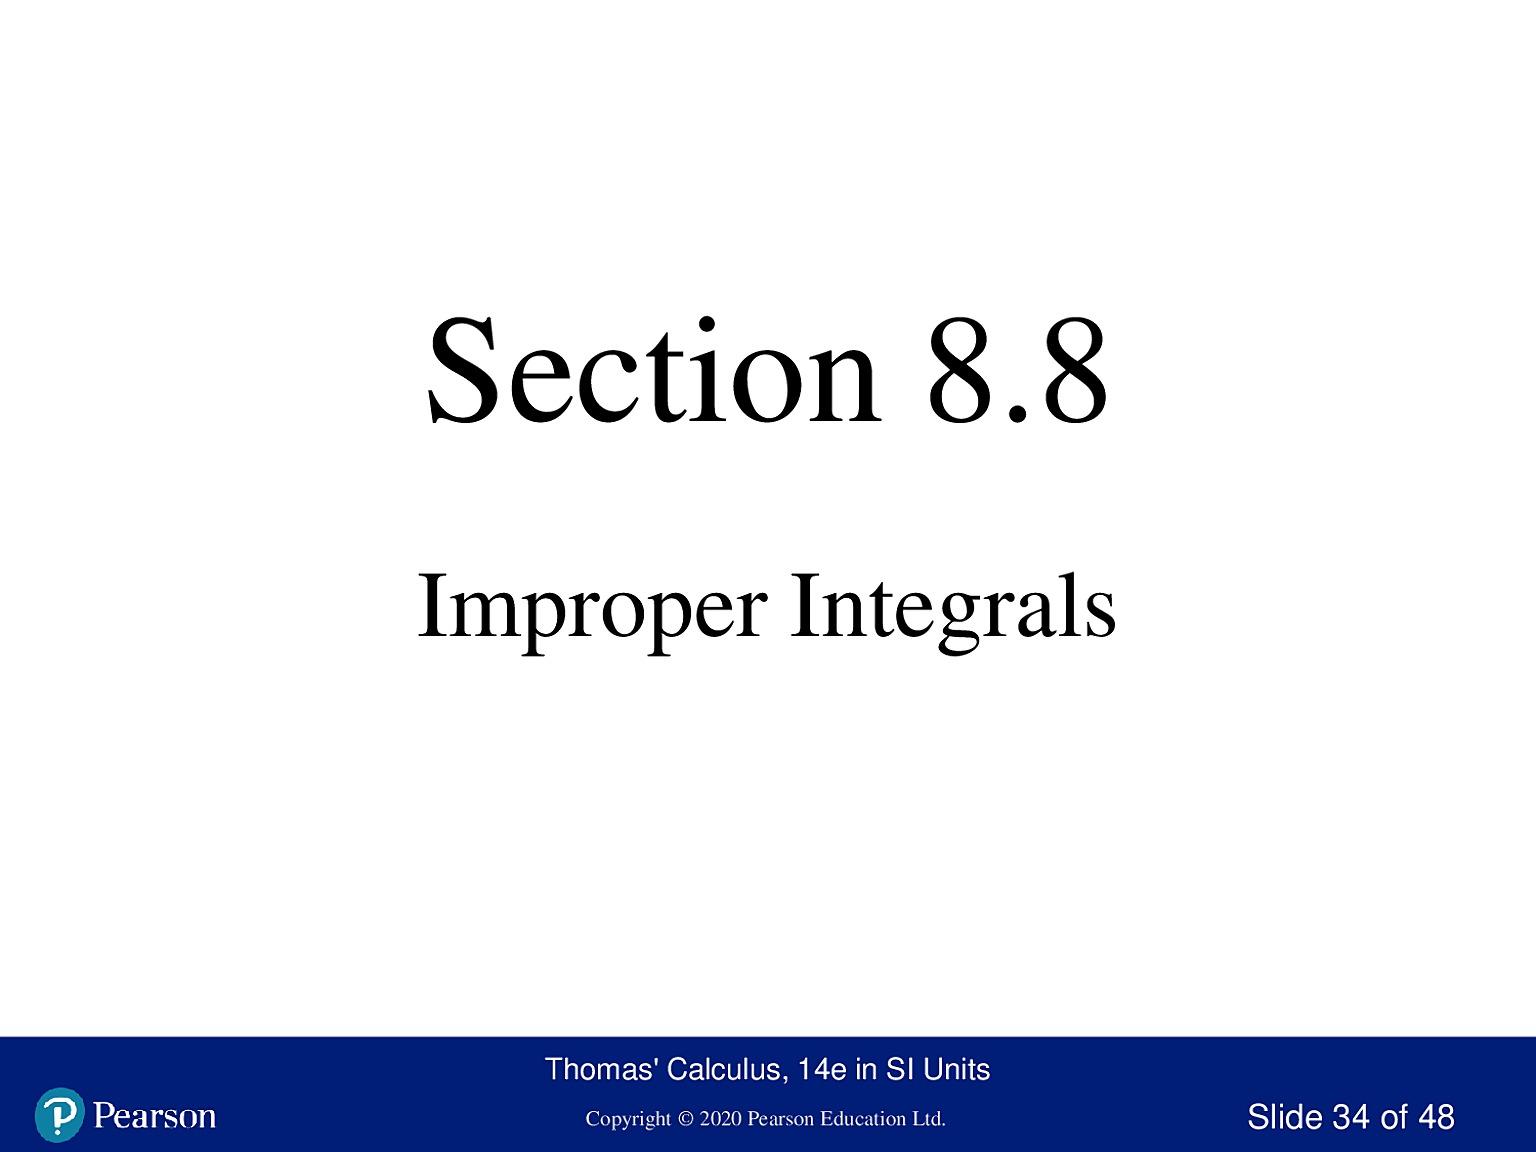 Section 8.8
Improper Integrals
Thomas' Calculus, 14e in SI Units
Pearson
Copyright © 2020 Pearson Education Ltd.
Slide 34 of 48